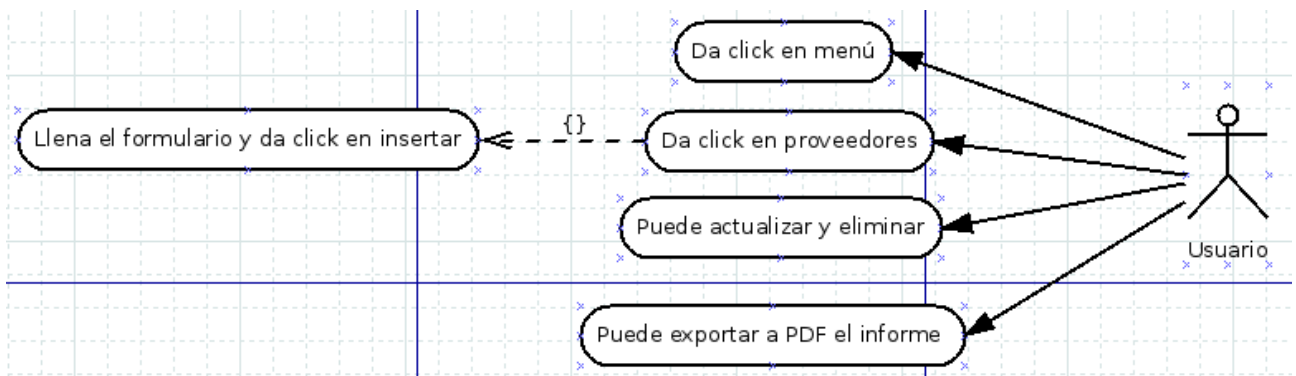 Da click en menú
Llena el formulario y da click en insertar
{}
Da click en proveedores
Puede actualizar y eliminar
Usuario
Puede exportar a PDF el informe